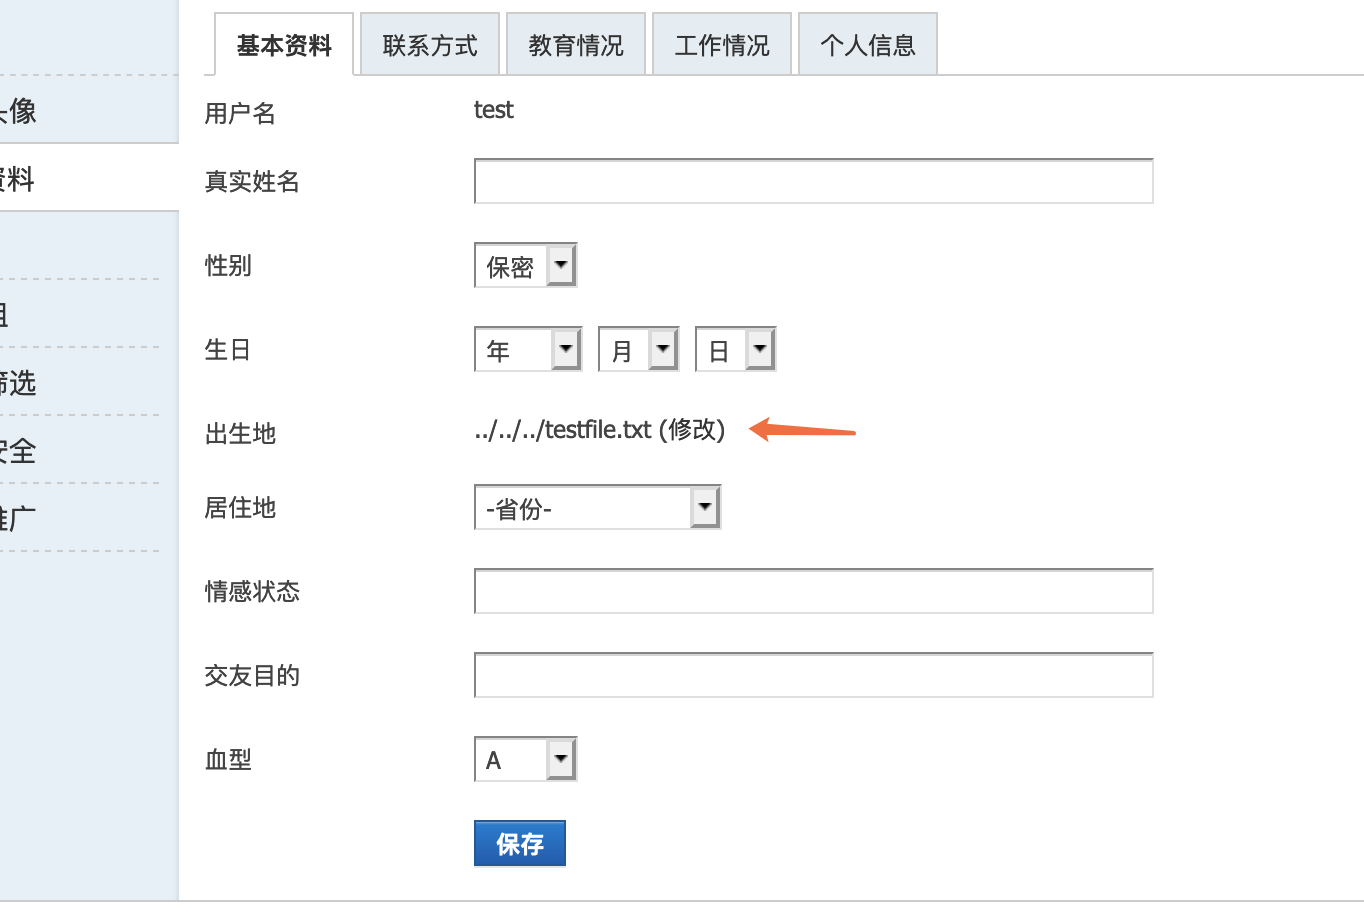 基本资料 联系方式 教育情况 工作情况 个人信息
头像
资料
组
筛选
安全
推广
用户名 test
真实姓名
性别 保密
生日 年 月 日
出生地 ../../../testfile.txt (修改)
居住地 -省份-
情感状态
交友目的
血型 A
保存